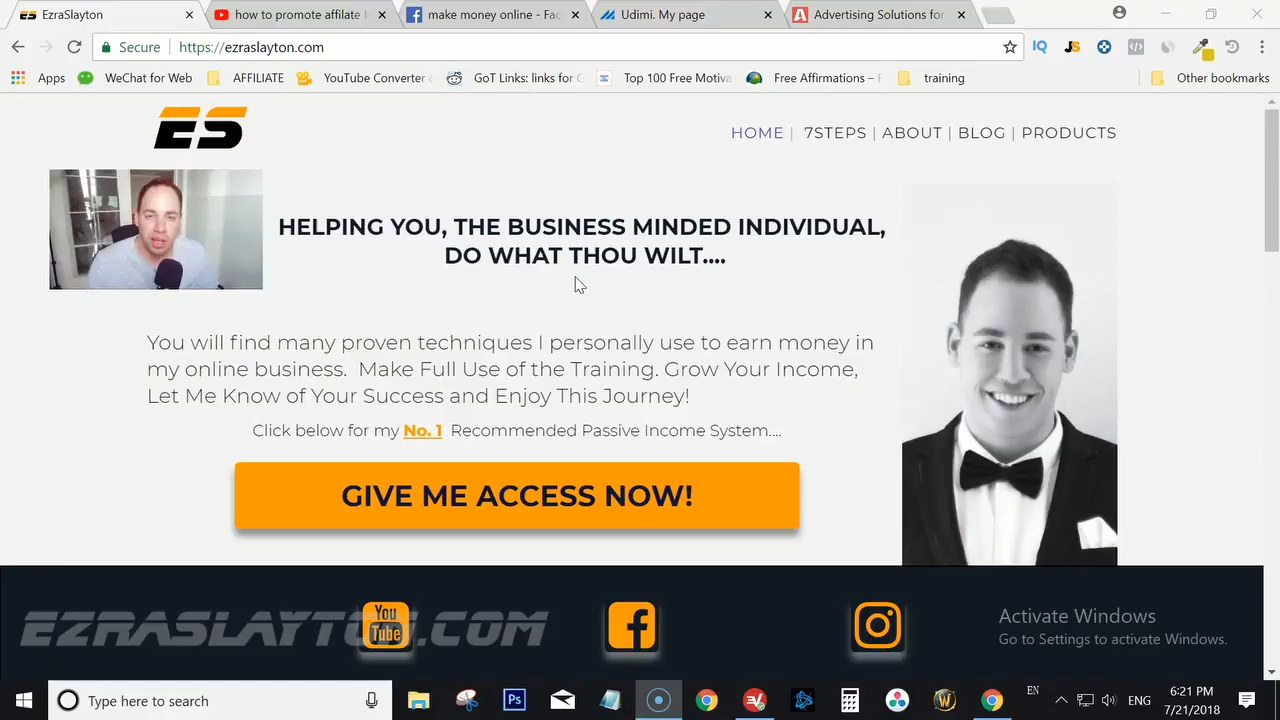 EzraSlayton
how to promote affiliate l
make money online - Fac
Udimi. My page
Advertising Solutions for
Secure
https://ezraslayton.com
IQ
JS
Apps
WeChat for Web
AFFILIATE
YouTube Converter
GoT Links: links for G
Top 100 Free Motiva
Free Affirmations – F
training
Other bookmarks
ES
HOME | 7STEPS | ABOUT | BLOG | PRODUCTS
HELPING YOU, THE BUSINESS MINDED INDIVIDUAL,
DO WHAT THOU WILT....
You will find many proven techniques I personally use to earn money in
my online business. Make Full Use of the Training. Grow Your Income,
Let Me Know of Your Success and Enjoy This Journey!
Click below for my No. 1 Recommended Passive Income System....
GIVE ME ACCESS NOW!
EZRASLAYTON.COM
You
Tube
Activate Windows
Go to Settings to activate Windows.
Type here to search
Ps
EN
ENG
6:21 PM
7/21/2018